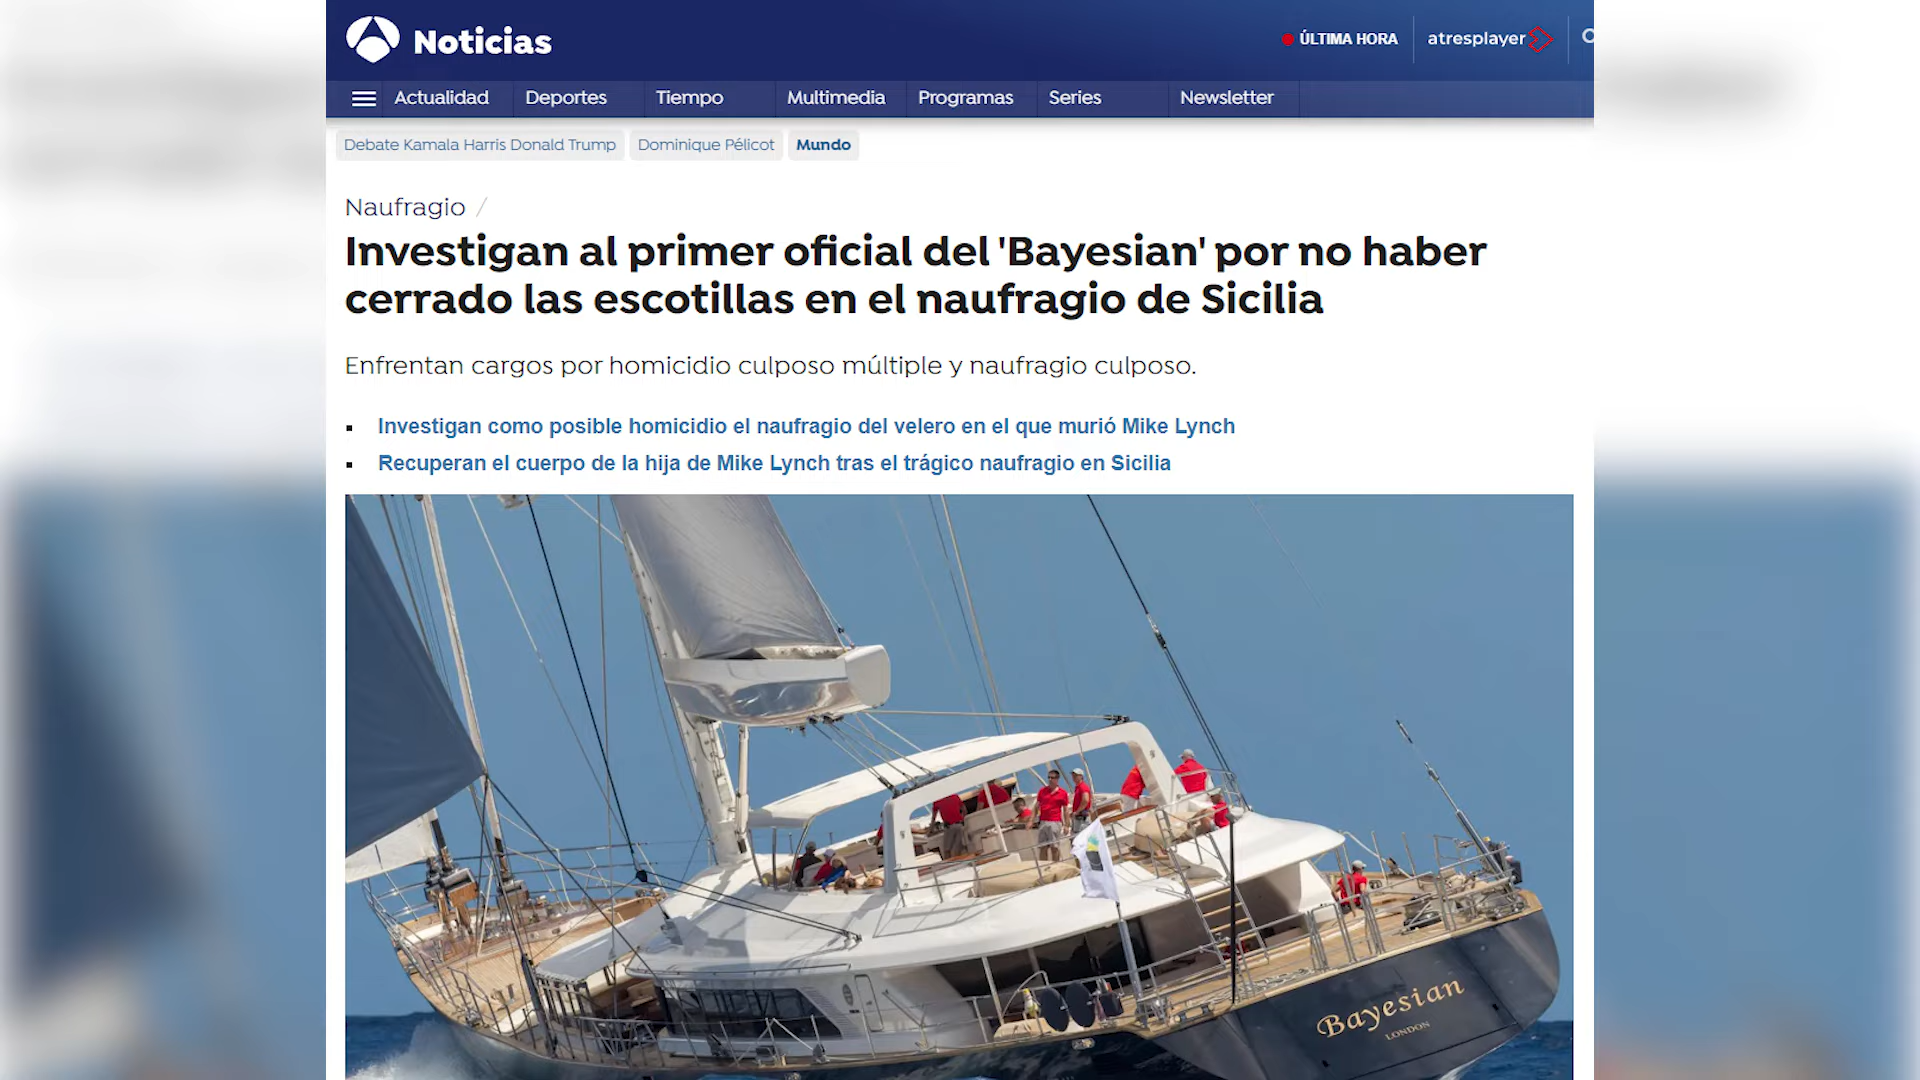 Noticias
ÚLTIMA HORA
atresplayer
Actualidad
Deportes
Tiempo
Multimedia
Programas
Series
Newsletter
Debate Kamala Harris Donald Trump
Dominique Pélicot
Mundo
Naufragio /
Investigan al primer oficial del 'Bayesian' por no haber
cerrado las escotillas en el naufragio de Sicilia
Enfrentan cargos por homicidio culposo múltiple y naufragio culposo.
Investigan como posible homicidio el naufragio del velero en el que murió Mike Lynch
Recuperan el cuerpo de la hija de Mike Lynch tras el trágico naufragio en Sicilia
Bayesian
LONDON